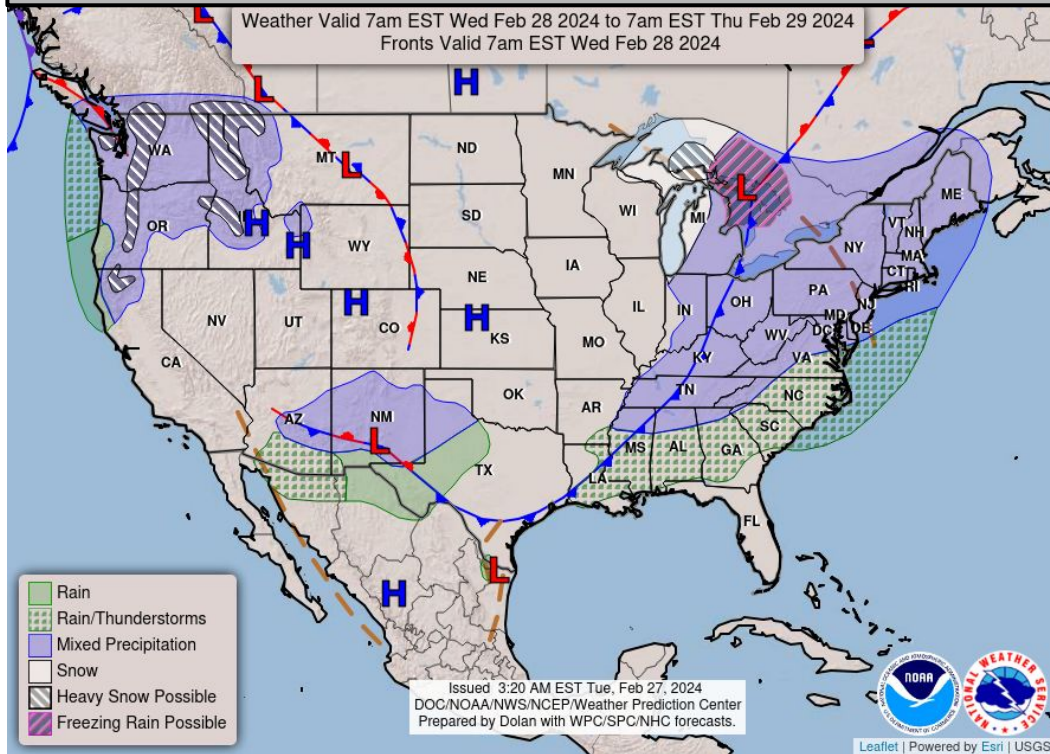 Weather Valid 7am EST Wed Feb 28 2024 to 7am EST Thu Feb 29 2024
Fronts Valid 7am EST Wed Feb 28 2024
L
L
L
H
L
WA
MT
L
ND
MN
L
ME
OR
H
H
SD
WI
MI
VT
NH
NY
MA
CT
RI
WY
IA
NE
PA
NJ
OH
MD
DE
DC
H
H
NV
UT
CO
KS
MO
IL
IN
WV
VA
KY
CA
AZ
NM
L
OK
AR
TN
NC
SC
MS
AL
GA
TX
LA
FL
L
H
Rain
Rain/Thunderstorms
Mixed Precipitation
Snow
Heavy Snow Possible
Freezing Rain Possible
Issued 3:20 AM EST Tue, Feb 27, 2024
DOC/NOAA/NWS/NCEP/Weather Prediction Center
Prepared by Dolan with WPC/SPC/NHC forecasts.
NOAA
NATIONAL WEATHER SERVICE
Leaflet | Powered by Esri | USGS